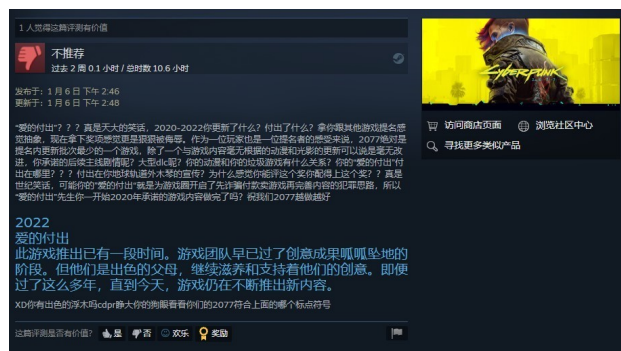 1 人觉得这篇评测有价值
不推荐
过去 2 周 0.1 小时 / 总时数 10.6 小时
发布于：1 月 6 日 下午 2:46
更新于：1 月 6 日 下午 2:48
CYBERPUNK
访问商店页面
浏览社区中心
寻找更多类似产品
“爱的付出”？？？真是天大的笑话，2020-2022你更新了什么？付出了什么？拿你跟其他游戏提名感
觉抽象，现在拿下奖项感觉更是狠狠被侮辱。作为一位玩家也是一位提名者的感受来说，2077绝对是
提名内更新批次最少的一个游戏，除了一个与游戏内容毫无根据的动漫和光影的更新可以说是毫无改
进，你承诺的后续主线剧情呢？大型dlc呢？你的动漫和你的垃圾游戏有什么关系？你的“爱的付出”付
出在哪里？？？付出在你地球轨道外木琴的宣传？为什么感觉你能评这个奖你配得上这个奖？？真是
世纪笑话，可能你的“爱的付出”就是为游戏圈开启了先诈骗付款卖游戏再完善内容的犯罪思路，所以
“爱的付出”先生你一开始2020年承诺的游戏内容做完了吗？祝我们2077越做越好
2022
爱的付出
此游戏推出已有一段时间。游戏团队早已过了创意成果呱呱坠地的
阶段。但他们是出色的父母，继续滋养和支持着他们的创意。即便
过了这么多年，直到今天，游戏仍在不断推出新内容。
XD你有出色的浮木吗cdpr睁大你的狗眼看看你们的2077符合上面的哪个标点符号
这篇评测是否有价值？ 是 否 欢乐 奖励